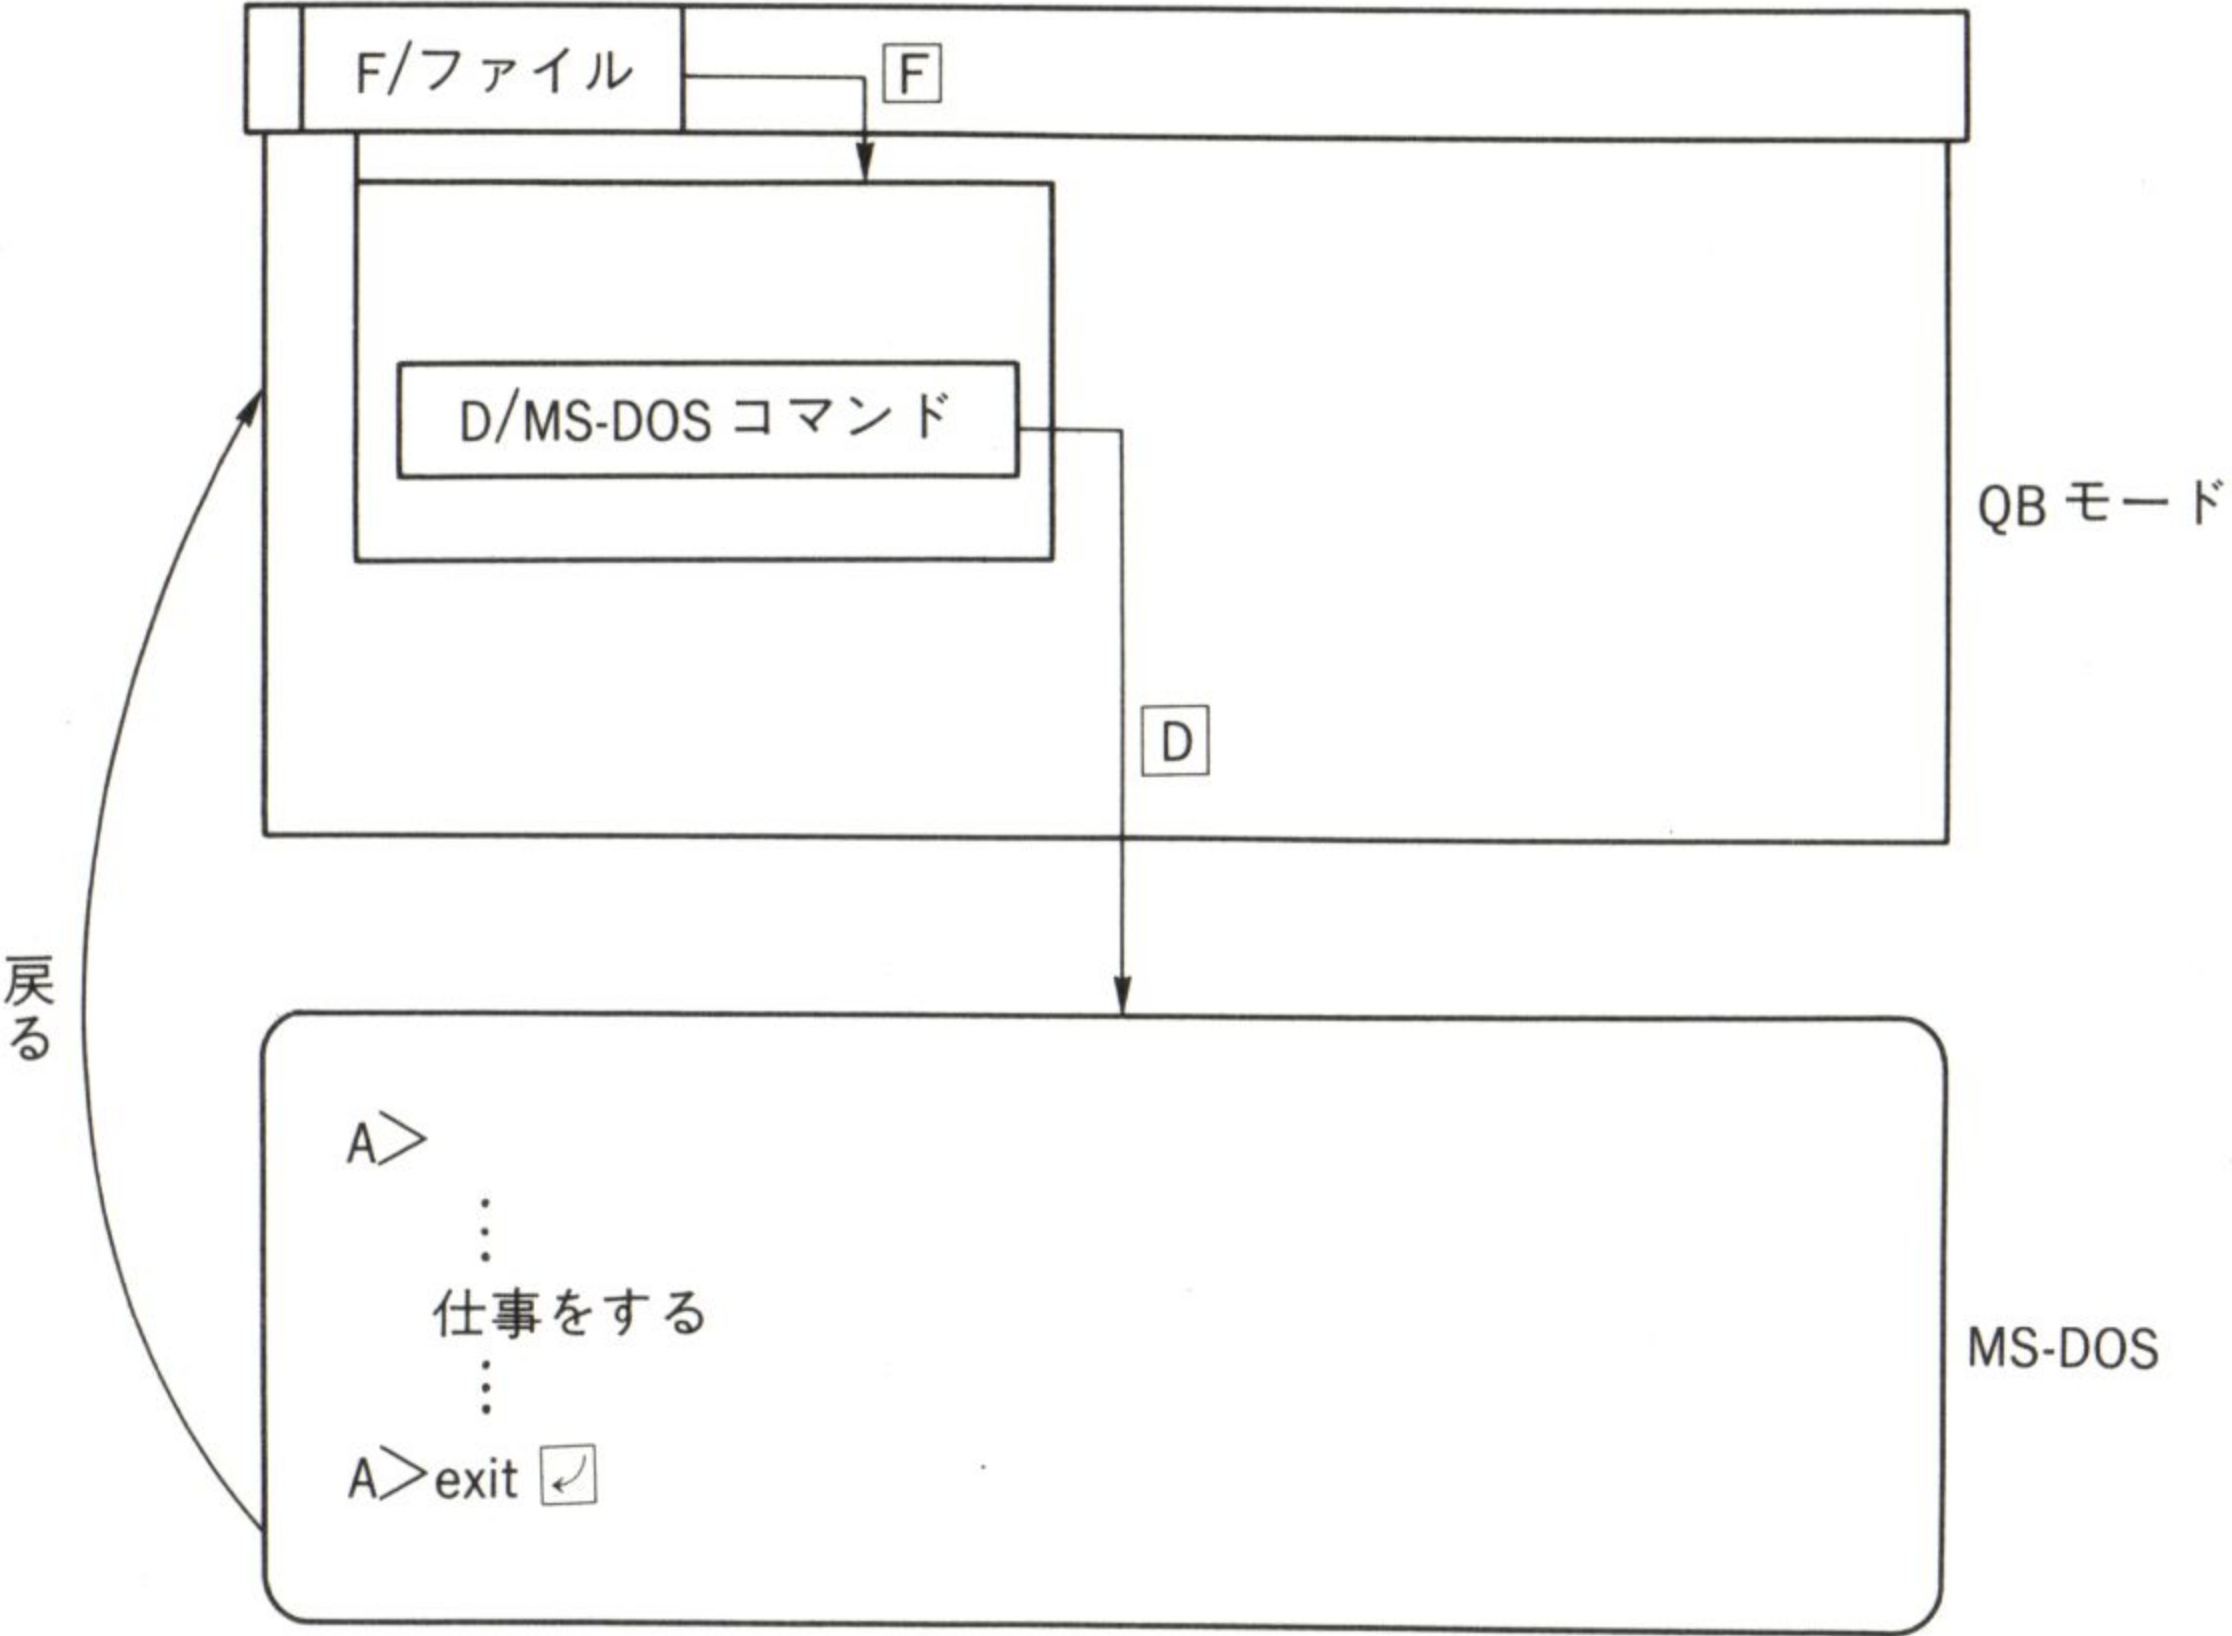 F/ファイル
F
D/MS-DOS コマンド
QB モード
D
戻る
A>
⋮
仕事をする
⋮
A>exit ↲
MS-DOS